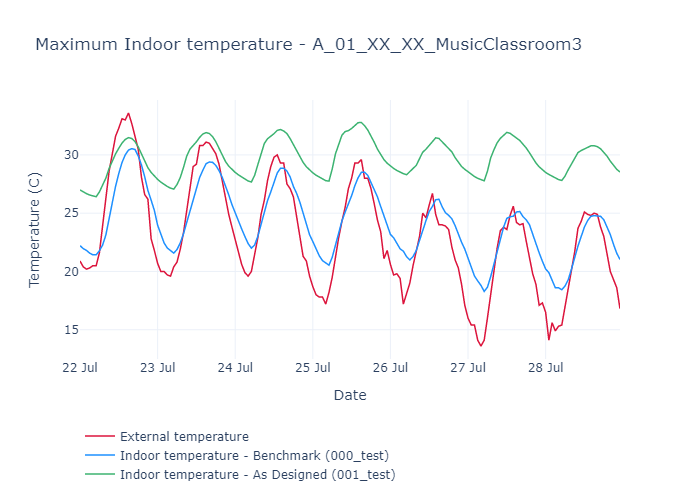 Maximum Indoor temperature - A_01_XX_XX_MusicClassroom3
Temperature (C)
30
25
20
15
22 Jul 23 Jul 24 Jul 25 Jul 26 Jul 27 Jul 28 Jul
Date
External temperature
Indoor temperature - Benchmark (000_test)
Indoor temperature - As Designed (001_test)